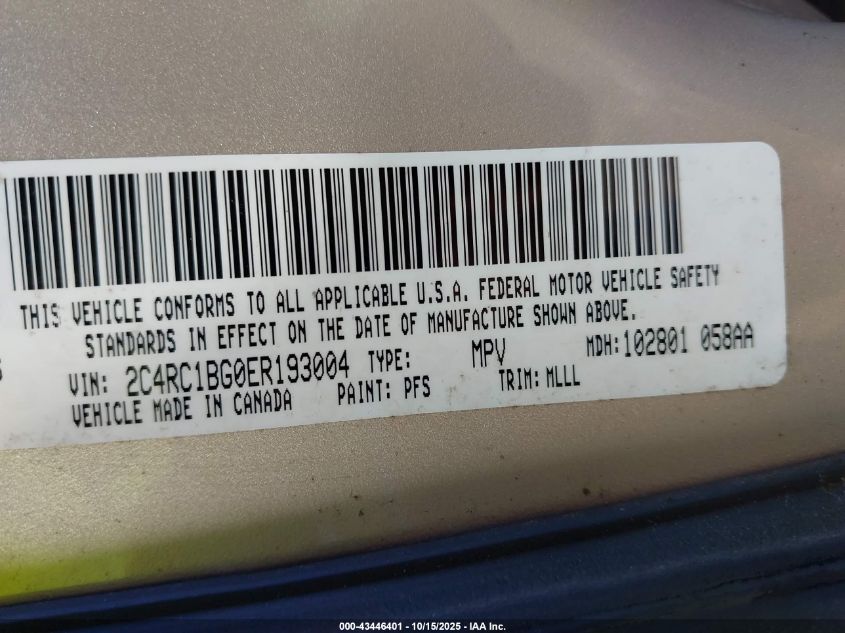 THIS VEHICLE CONFORMS TO ALL APPLICABLE U.S.A. FEDERAL MOTOR VEHICLE SAFETY
STANDARDS IN EFFECT ON THE DATE OF MANUFACTURE SHOWN ABOVE.
VIN: 2C4RC1BG0ER193004 TYPE: MPV MDH: 102801 058AA
VEHICLE MADE IN CANADA PAINT: PFS TRIM: MLLL
000-43446401 - 10/15/2025 - IAA Inc.